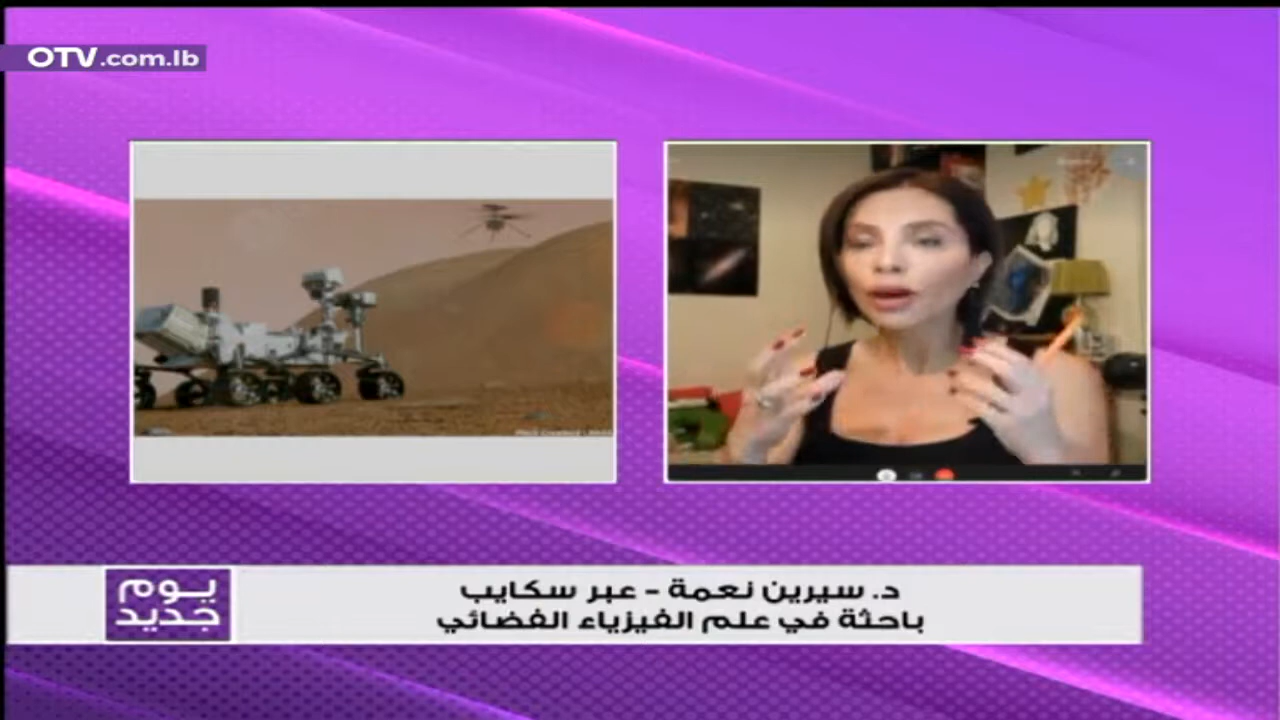 OTV.com.lb
د. سيرين نعمة - عبر سكايب
باحثة في علم الفيزياء الفضائي
يوم
جديد